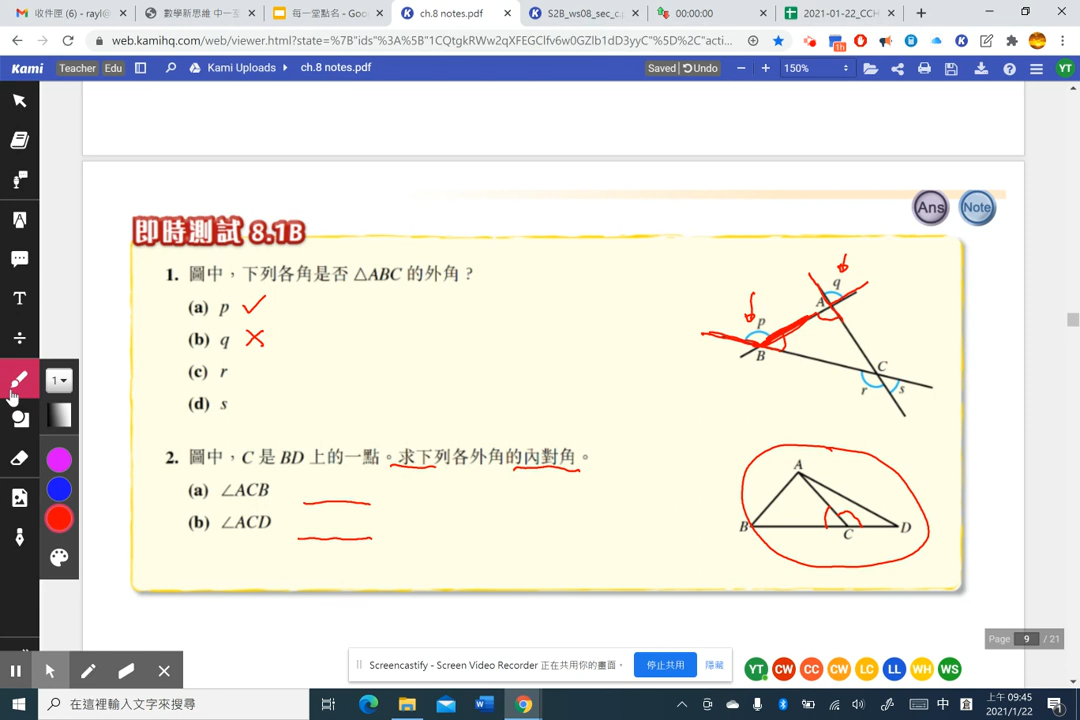 收件匣 (6) - rayl@
數學新思維 中一至
每一堂點名 - Goo
ch.8 notes.pdf
S2B_ws08_sec_c.p
00:00:00
2021-01-22_CCH
web.kamihq.com/web/viewer.html?state=%7B"ids"%3A%5B"1CQtgkRWw2qXFEGClfv6w0GZlb1dD3yyC"%5D%2C"acti...
1h
Kami
Teacher
Edu
Kami Uploads
ch.8 notes.pdf
Saved
Undo
150%
YT
即時測試 8.1B
Ans
Note
1. 圖中，下列各角是否 △ABC 的外角？
(a) p ✓
(b) q ✗
(c) r
(d) s
q
A
p
B
C
r
s
2. 圖中，C 是 BD 上的一點。求下列各外角的內對角。
(a) ∠ACB
(b) ∠ACD
A
B
C
D
1
Page 9 / 21
Screencastify - Screen Video Recorder 正在共用你的畫面。
停止共用
隱藏
YT CW CC CW LC LL WH WS
在這裡輸入文字來搜尋
中
上午 09:45
2021/1/22